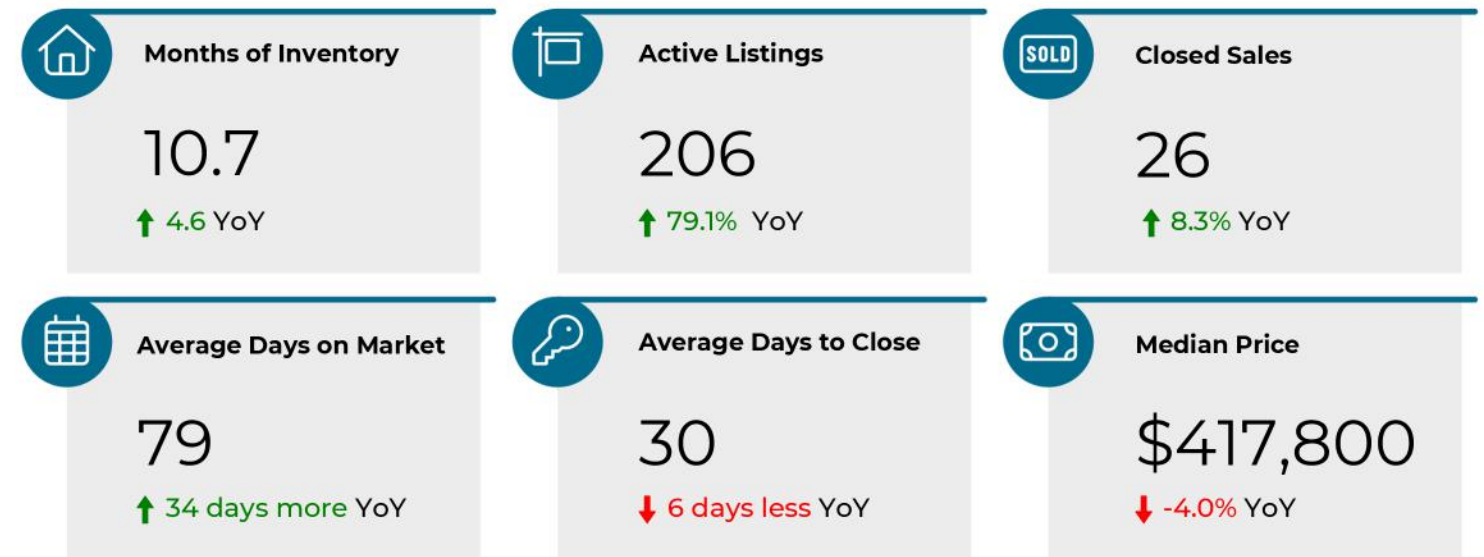 Months of Inventory
10.7
↑ 4.6 YoY
Active Listings
206
↑ 79.1% YoY
SOLD
Closed Sales
26
↑ 8.3% YoY
Average Days on Market
79
↑ 34 days more YoY
Average Days to Close
30
↓ 6 days less YoY
Median Price
$417,800
↓ -4.0% YoY